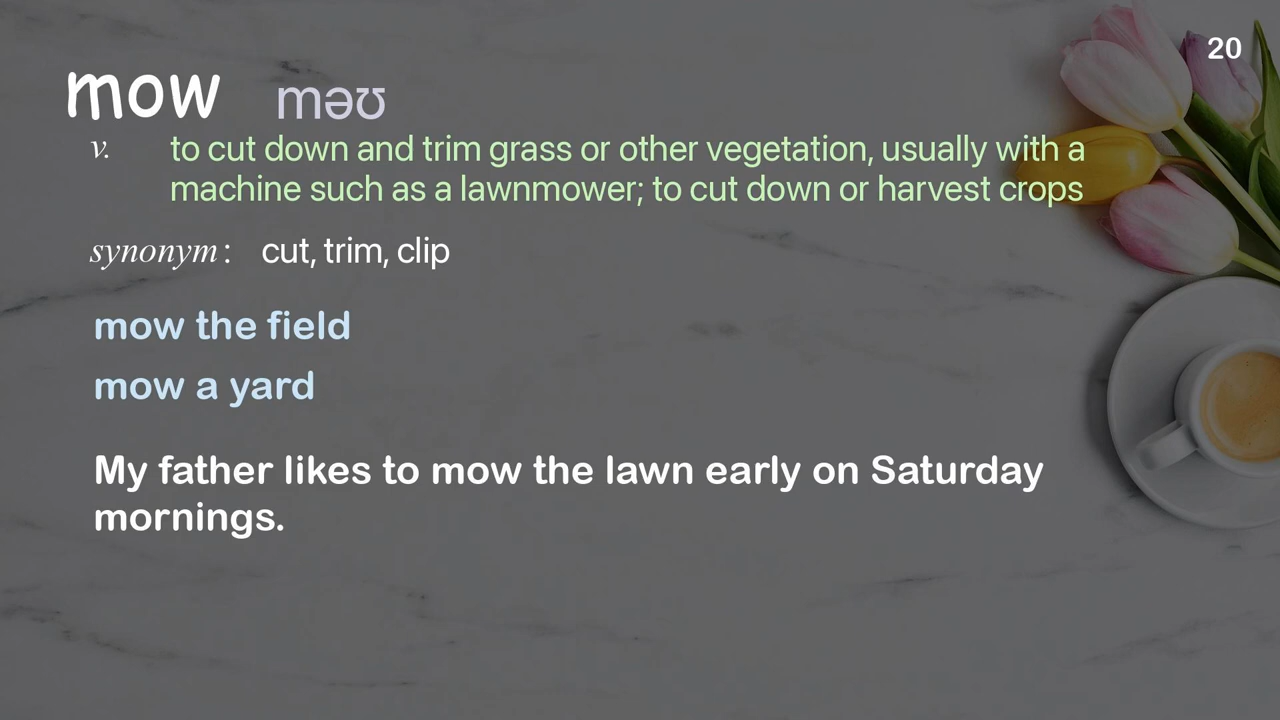 20
mow məʊ
v. to cut down and trim grass or other vegetation, usually with a
machine such as a lawnmower; to cut down or harvest crops
synonym : cut, trim, clip
mow the field
mow a yard
My father likes to mow the lawn early on Saturday
mornings.